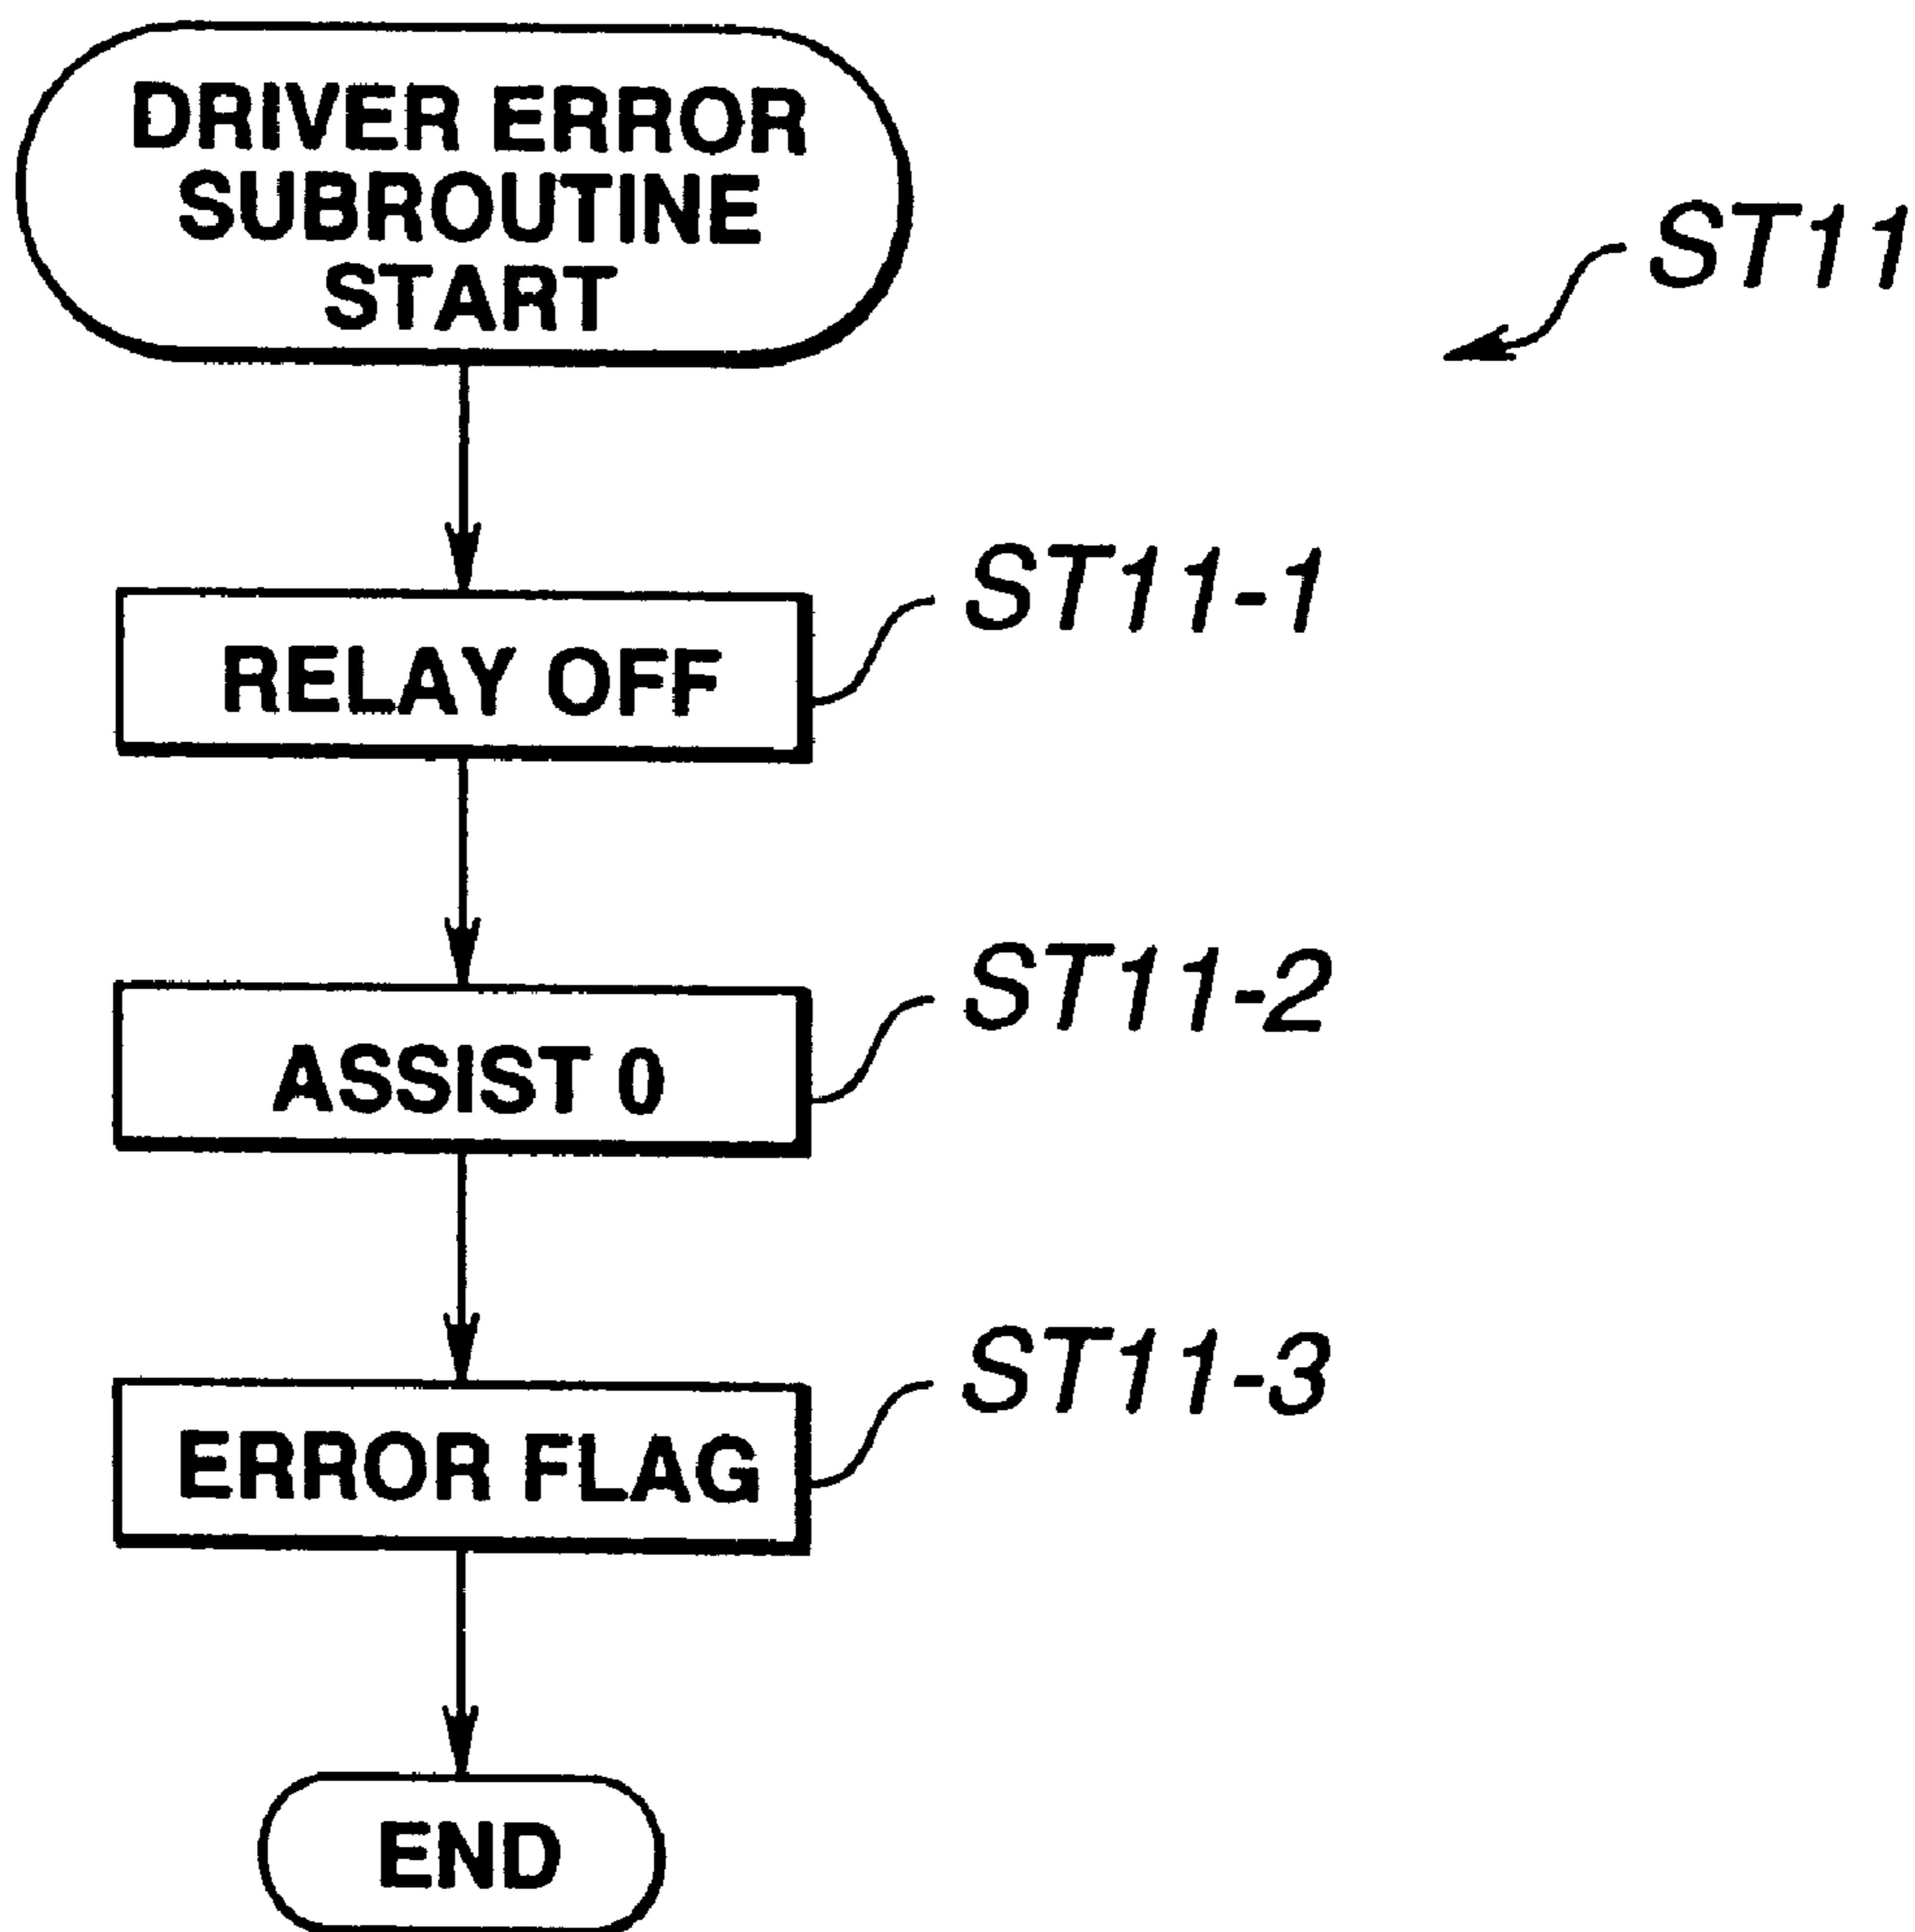 DRIVER ERROR
SUBROUTINE
START
ST11
RELAY OFF
ST11-1
ASSIST 0
ST11-2
ERROR FLAG
ST11-3
END